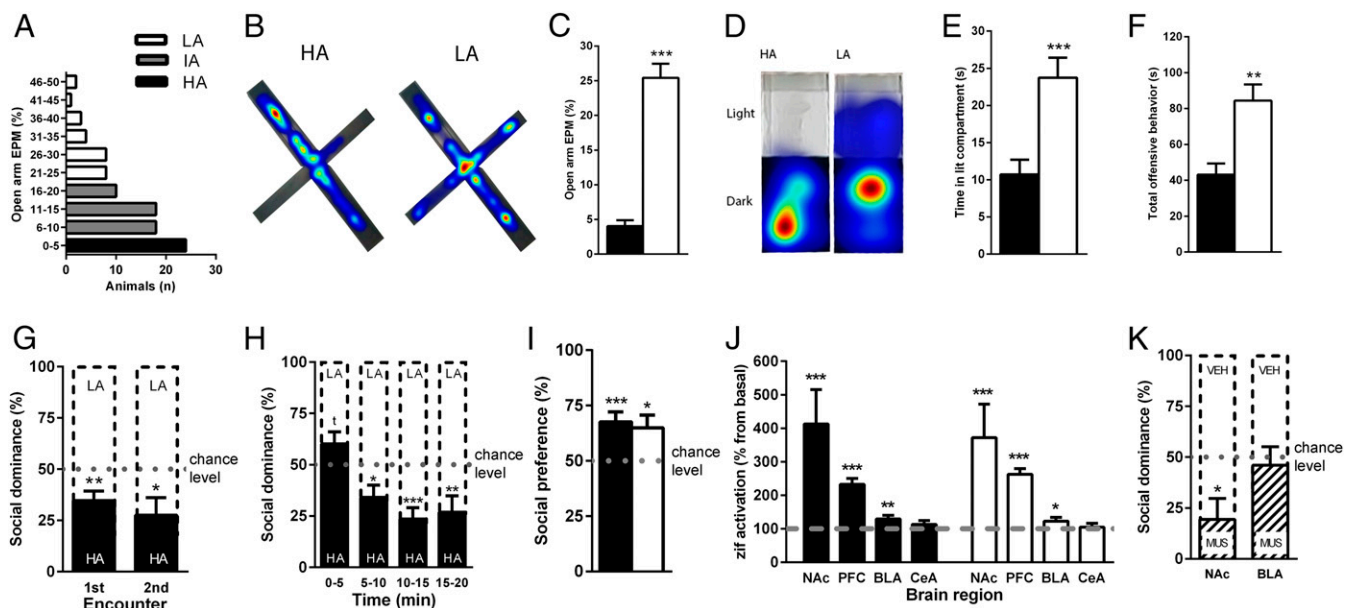 A
LA
IA
HA
Open arm EPM (%)
46-50
41-45
36-40
31-35
26-30
21-25
16-20
11-15
6-10
0-5
0 10 20 30
Animals (n)
B
HA LA
C
Open arm EPM (%)
30
25
20
15
10
5
0
***
D
HA LA
Light
Dark
E
Time in lit compartment (s)
30
25
20
15
10
5
0
***
F
Total offensive behavior (s)
120
100
80
60
40
20
0
**
G
Social dominance (%)
100
75
50
25
0
LA LA
chance
level
** *
HA HA
1st 2nd
Encounter
H
Social dominance (%)
100
75
50
25
0
LA LA LA LA
t * *** **
chance
level
HA HA HA HA
0-5 5-10 10-15 15-20
Time (min)
I
Social preference (%)
100
75
50
25
0
*** *
chance
level
J
zif activation (% from basal)
600
500
400
300
200
100
0
*** *** ** *** *** *
NAc PFC BLA CeA NAc PFC BLA CeA
Brain region
K
Social dominance (%)
100
75
50
25
0
VEH VEH
chance
level
*
MUS MUS
NAc BLA